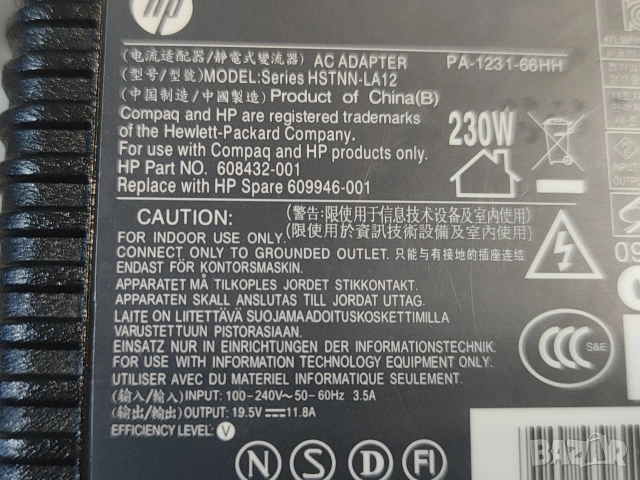 hp
(电流适配器/靜電式變流器) AC ADAPTER PA-1231-66HH
(型号/型號)MODEL:Series HSTNN-LA12
(中国制造/中國製造) Product of China(B)
Compaq and HP are registered trademarks
of the Hewlett-Packard Company.
For use with Compaq and HP products only.
HP Part NO. 608432-001
Replace with HP Spare 609946-001
230W
CAUTION: (警告:限使用于信息技术设备及室内使用)
FOR INDOOR USE ONLY. (限使用於資訊技術設備及室內使用)
CONNECT ONLY TO GROUNDED OUTLET. 只能与有接地的插座连结
ENDAST FÖR KONTORSMASKIN.
APPARATET MÅ TILKOPLES JORDET STIKKONTAKT.
APPARATEN SKALL ANSLUTAS TILL JORDAT UTTAG.
LAITE ON LIITETTÄVÄ SUOJAMAADOITUSKOSKETTIMILLA
VARUSTETTUUN PISTORASIAAN.
EINSATZ NUR IN EINRICHTUNGEN DER INFORMATIONSTECHNIK.
FOR USE WITH INFORMATION TECHNOLOGY EQUIPMENT ONLY.
UTILISER AVEC DU MATERIEL INFORMATIQUE SEULEMENT.
(输入/輸入)INPUT: 100-240V~50-60Hz 3.5A
(输出/輸出)OUTPUT: 19.5V⎓11.8A
EFFICIENCY LEVEL: V
CCC S&E
N S D FI
BAZAR